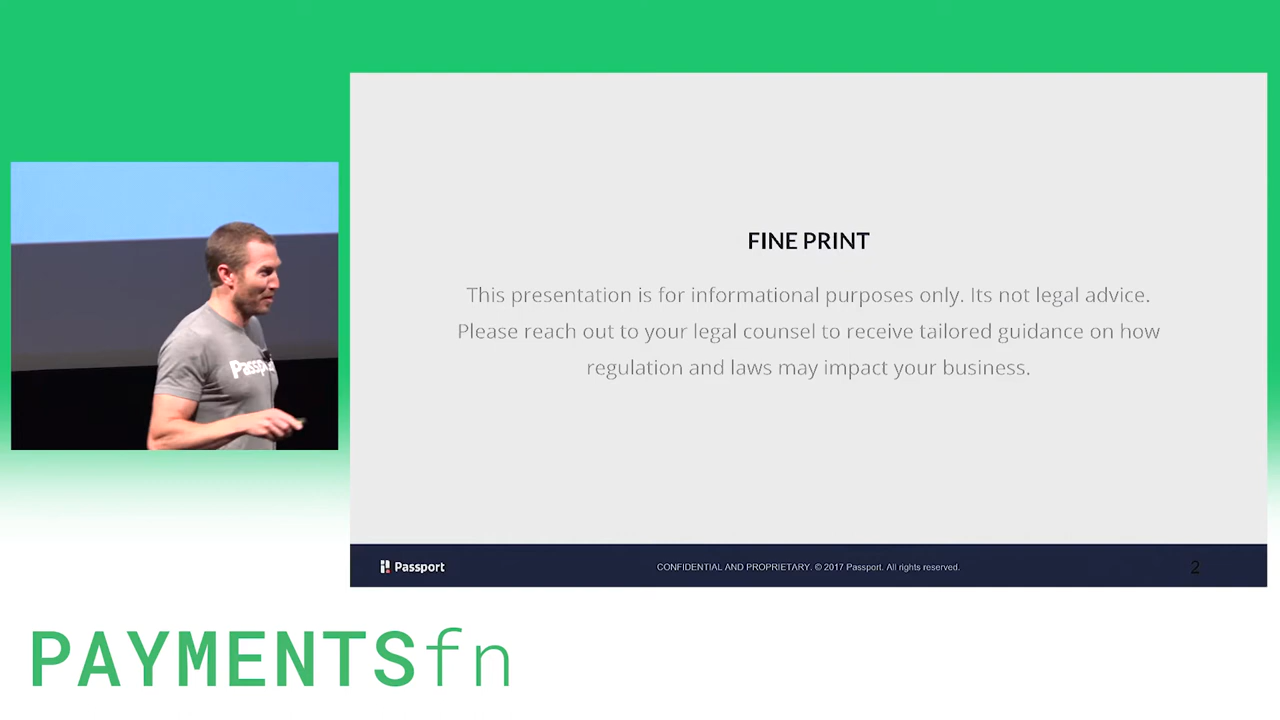 FINE PRINT
This presentation is for informational purposes only. Its not legal advice.
Please reach out to your legal counsel to receive tailored guidance on how
regulation and laws may impact your business.
Passport
CONFIDENTIAL AND PROPRIETARY. © 2017 Passport. All rights reserved.
2
PAYMENTSfn